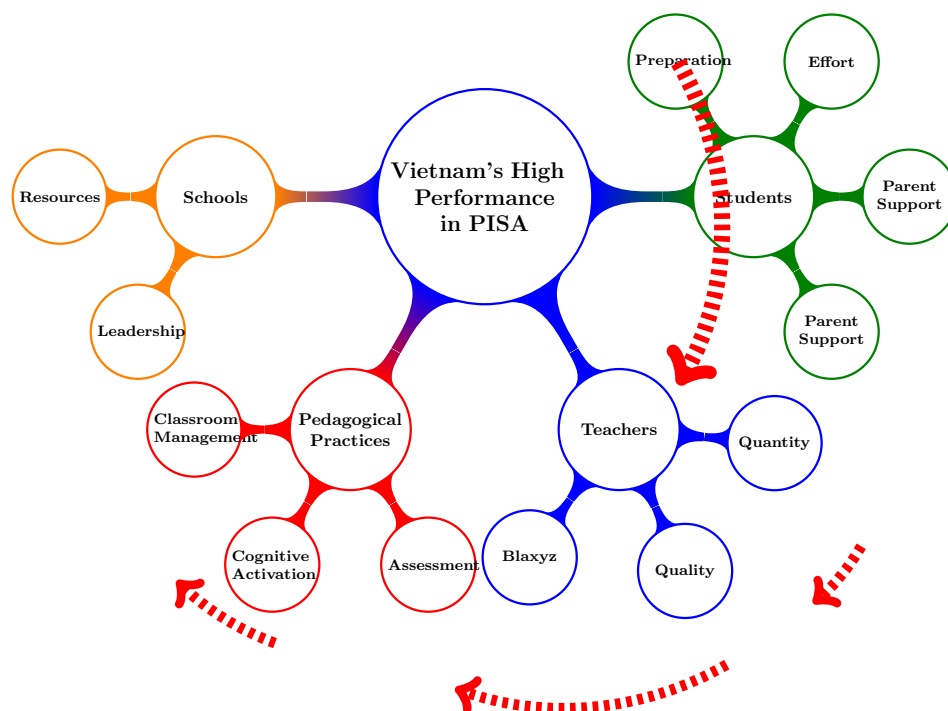 Vietnam's High
Performance
in PISA
Schools
Resources
Leadership
Pedagogical
Practices
Classroom
Management
Cognitive
Activation
Assessment
Teachers
Blaxyz
Quality
Quantity
Students
Preparation
Effort
Parent
Support
Parent
Support